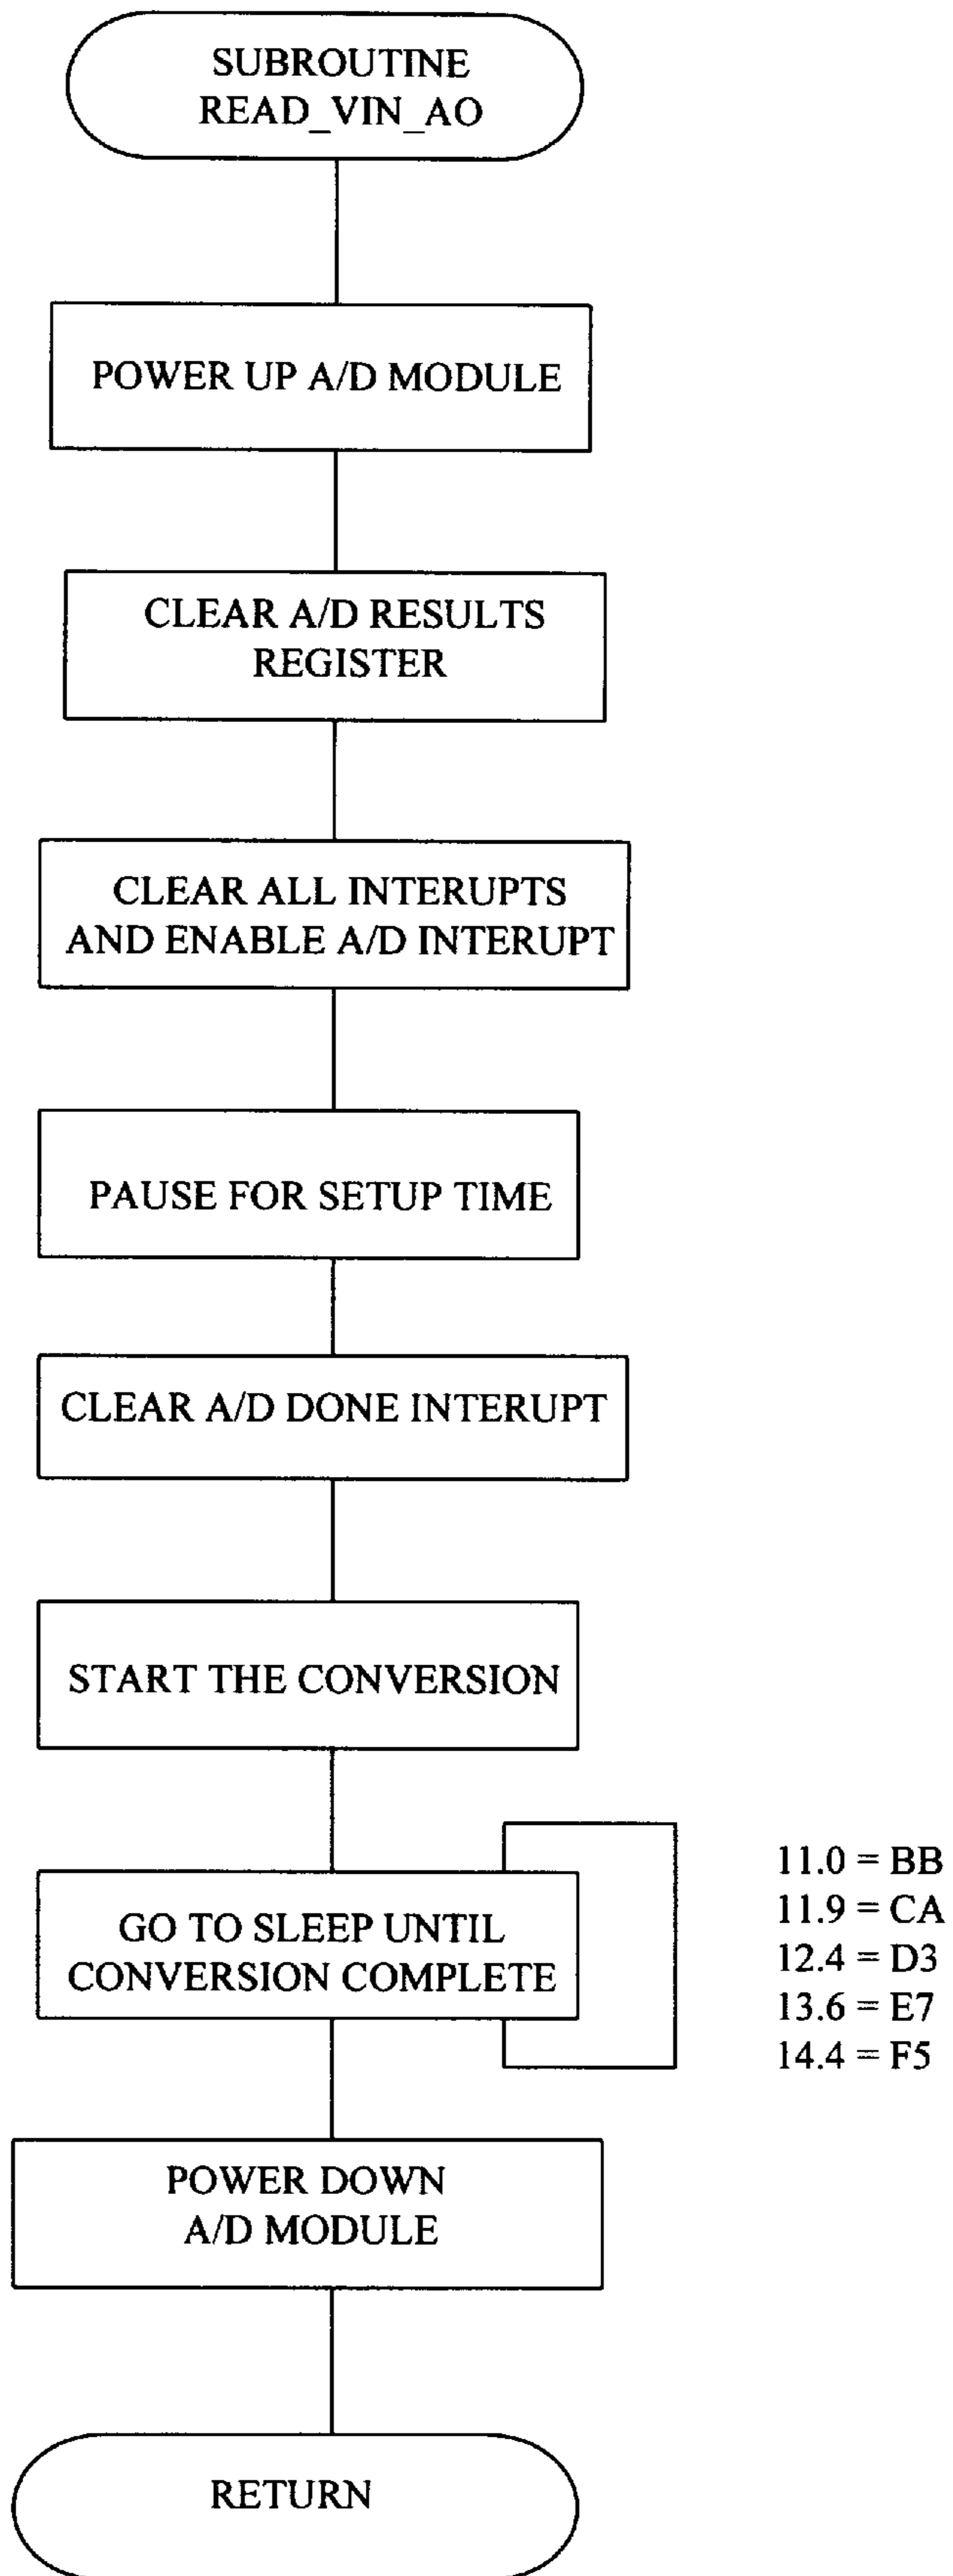 SUBROUTINE
READ_VIN_AO
POWER UP A/D MODULE
CLEAR A/D RESULTS
REGISTER
CLEAR ALL INTERUPTS
AND ENABLE A/D INTERUPT
PAUSE FOR SETUP TIME
CLEAR A/D DONE INTERUPT
START THE CONVERSION
GO TO SLEEP UNTIL
CONVERSION COMPLETE
11.0 = BB
11.9 = CA
12.4 = D3
13.6 = E7
14.4 = F5
POWER DOWN
A/D MODULE
RETURN